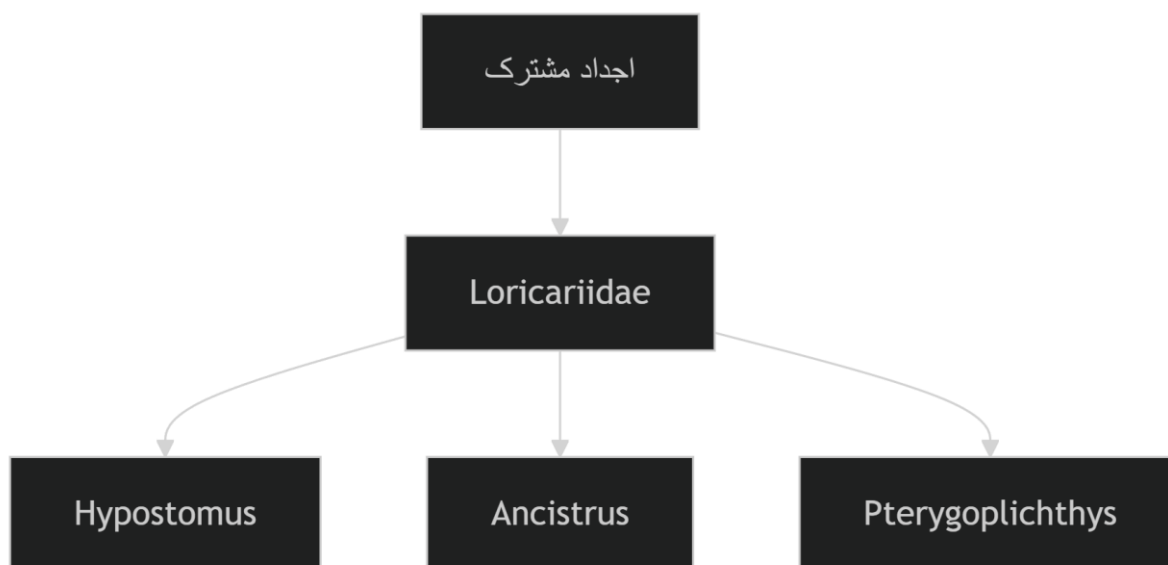 اجداد مشترک
Loricariidae
Hypostomus
Ancistrus
Pterygoplichthys